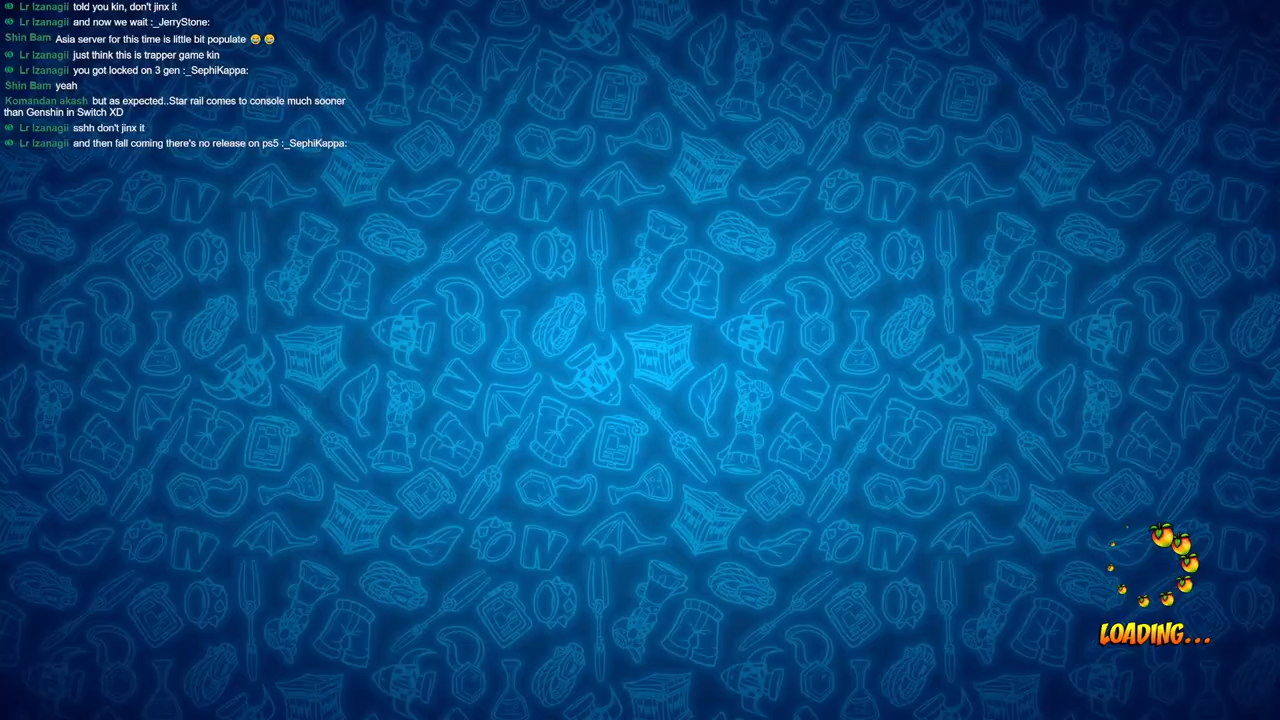 Lr Izanagii told you kin, don't jinx it
Lr Izanagii and now we wait :_JerryStone:
Shin Bam Asia server for this time is little bit populate 😅😅
Lr Izanagii just think this is trapper game kin
Lr Izanagii you got locked on 3 gen :_SephiKappa:
Shin Bam yeah
Komandan akash but as expected..Star rail comes to console much sooner
than Genshin in Switch XD
Lr Izanagii sshh don't jinx it
Lr Izanagii and then fall coming there's no release on ps5 :_SephiKappa:
LOADING...